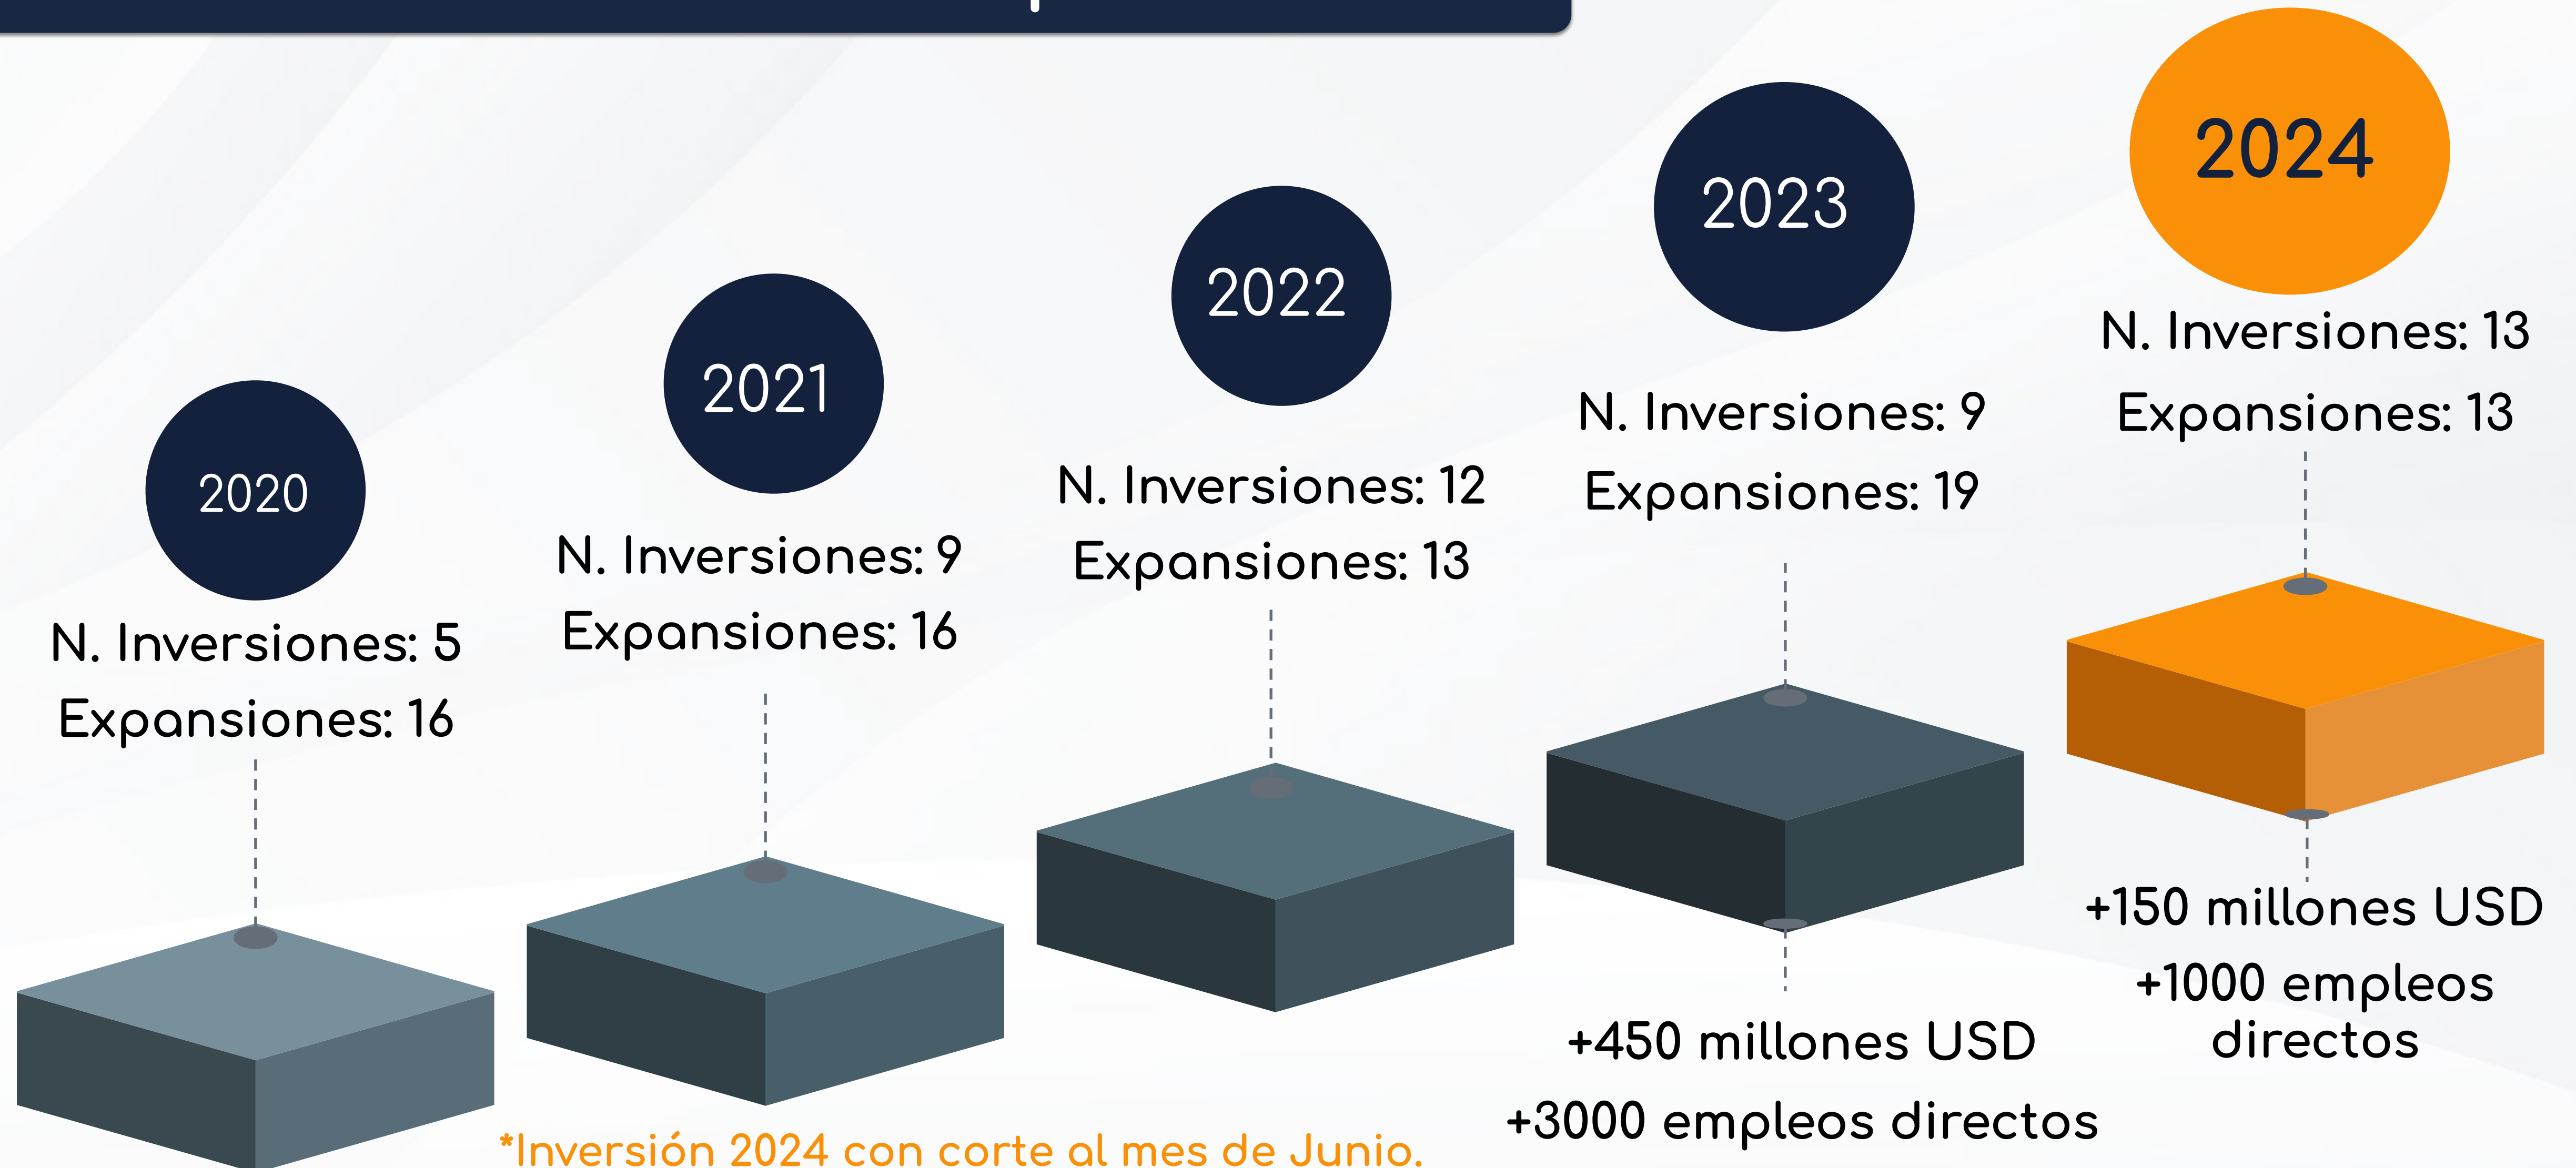 2020
N. Inversiones: 5
Expansiones: 16
2021
N. Inversiones: 9
Expansiones: 16
2022
N. Inversiones: 12
Expansiones: 13
2023
N. Inversiones: 9
Expansiones: 19
+450 millones USD
+3000 empleos directos
2024
N. Inversiones: 13
Expansiones: 13
+150 millones USD
+1000 empleos
directos
*Inversión 2024 con corte al mes de Junio.